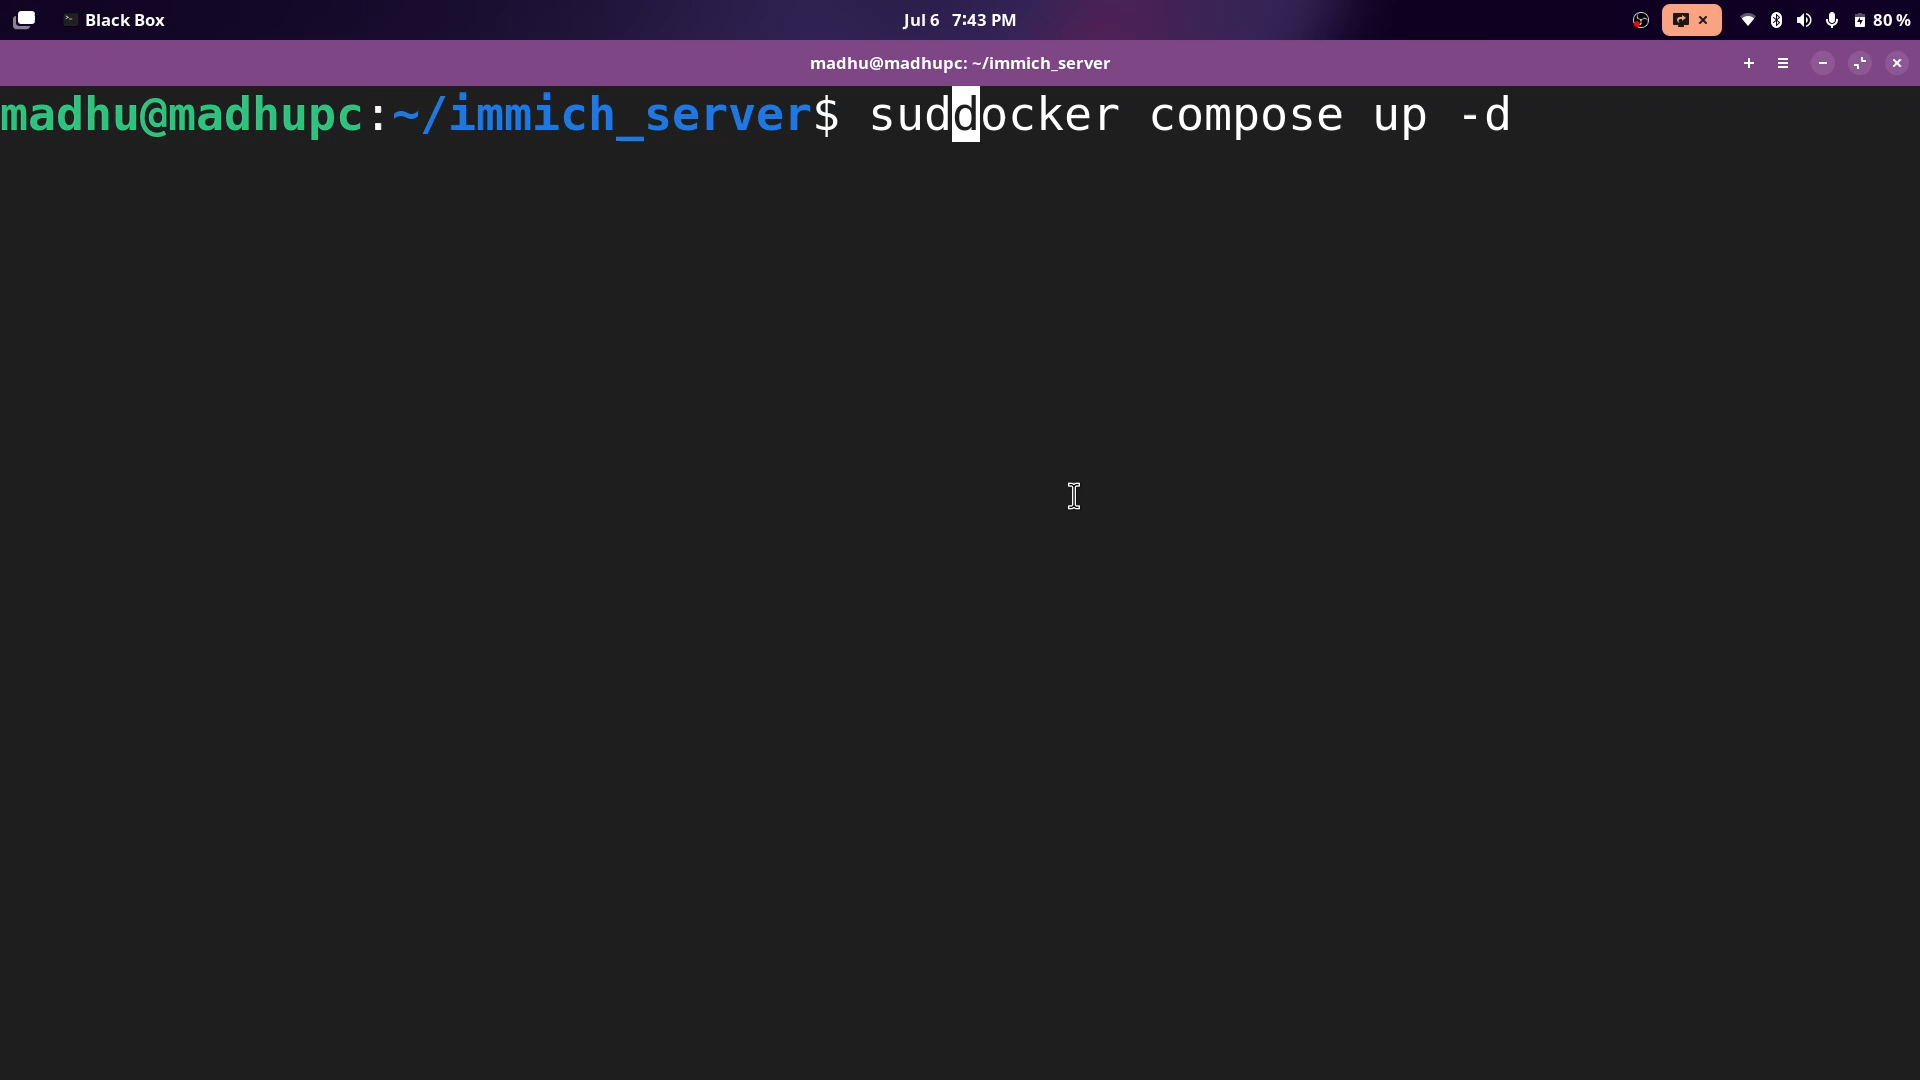 Black Box
Jul 6 7:43 PM
80 %
madhu@madhupc: ~/immich_server
madhu@madhupc:~/immich_server$ suddocker compose up -d